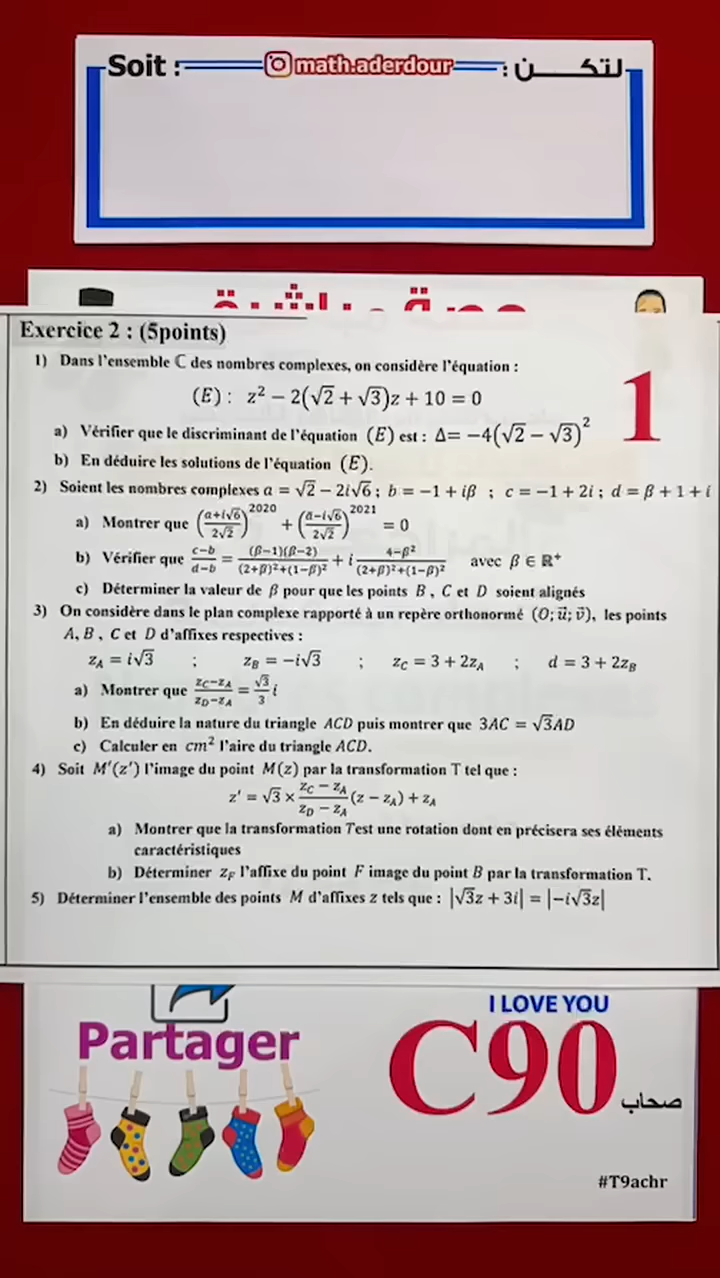 Soit : math.aderdour لتكن :
Exercice 2 : (5points)
1) Dans l'ensemble ℂ des nombres complexes, on considère l'équation :
(E) : z² − 2(√2 + √3)z + 10 = 0
1
a) Vérifier que le discriminant de l'équation (E) est : Δ= −4(√2 − √3)²
b) En déduire les solutions de l'équation (E).
2) Soient les nombres complexes a = √2 − 2i√6 ; b = −1 + iβ ; c = −1 + 2i ; d = β + 1 + i
a) Montrer que ((a+i√6)/(2√2))^2020 + ((ā−i√6)/(2√2))^2021 = 0
b) Vérifier que (c−b)/(d−b) = ((β−1)(β−2))/((2+β)²+(1−β)²) + i (4−β²)/((2+β)²+(1−β)²) avec β ∈ ℝ⁺
c) Déterminer la valeur de β pour que les points B , C et D soient alignés
3) On considère dans le plan complexe rapporté à un repère orthonormé (O; u⃗; v⃗), les points
A, B , C et D d'affixes respectives :
z_A = i√3 ; z_B = −i√3 ; z_C = 3 + 2z_A ; d = 3 + 2z_B
a) Montrer que (z_C−z_A)/(z_D−z_A) = (√3/3)i
b) En déduire la nature du triangle ACD puis montrer que 3AC = √3AD
c) Calculer en cm² l'aire du triangle ACD.
4) Soit M′(z′) l'image du point M(z) par la transformation T tel que :
z′ = √3 × (z_C − z_A)/(z_D − z_A) (z − z_A) + z_A
a) Montrer que la transformation Test une rotation dont en précisera ses éléments
caractéristiques
b) Déterminer z_F l'affixe du point F image du point B par la transformation T.
5) Déterminer l'ensemble des points M d'affixes z tels que : |√3z + 3i| = |−i√3z|
I LOVE YOU
Partager
C90
صحاب
#T9achr